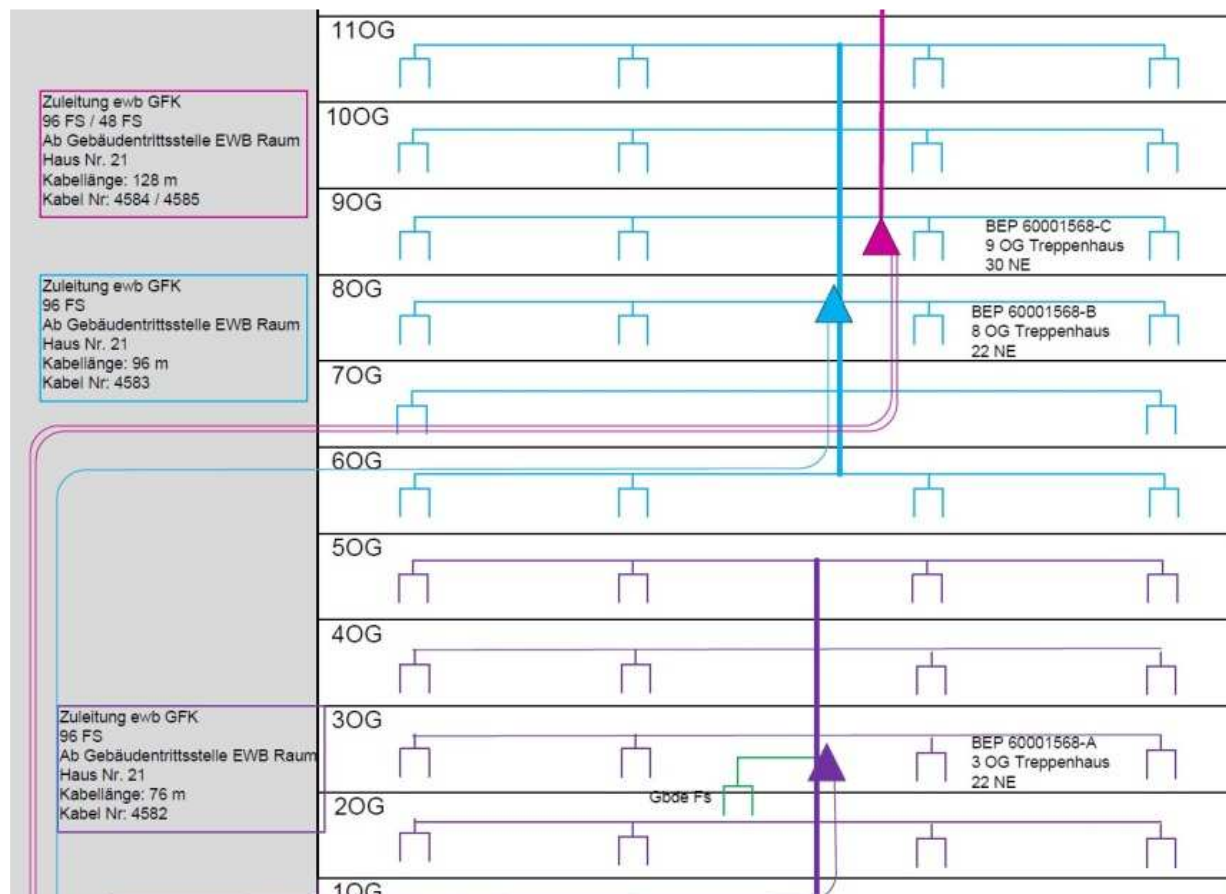 11OG
Zuleitung ewb GFK
96 FS / 48 FS
Ab Gebäudentrittsstelle EWB Raum
Haus Nr. 21
Kabellänge: 128 m
Kabel Nr: 4584 / 4585
10OG
9OG
BEP 60001568-C
9 OG Treppenhaus
30 NE
Zuleitung ewb GFK
96 FS
Ab Gebäudentrittsstelle EWB Raum
Haus Nr. 21
Kabellänge: 96 m
Kabel Nr: 4583
8OG
BEP 60001568-B
8 OG Treppenhaus
22 NE
7OG
6OG
5OG
4OG
Zuleitung ewb GFK
96 FS
Ab Gebäudentrittsstelle EWB Raum
Haus Nr. 21
Kabellänge: 76 m
Kabel Nr: 4582
3OG
BEP 60001568-A
3 OG Treppenhaus
22 NE
Gbde Fs
2OG
1OG